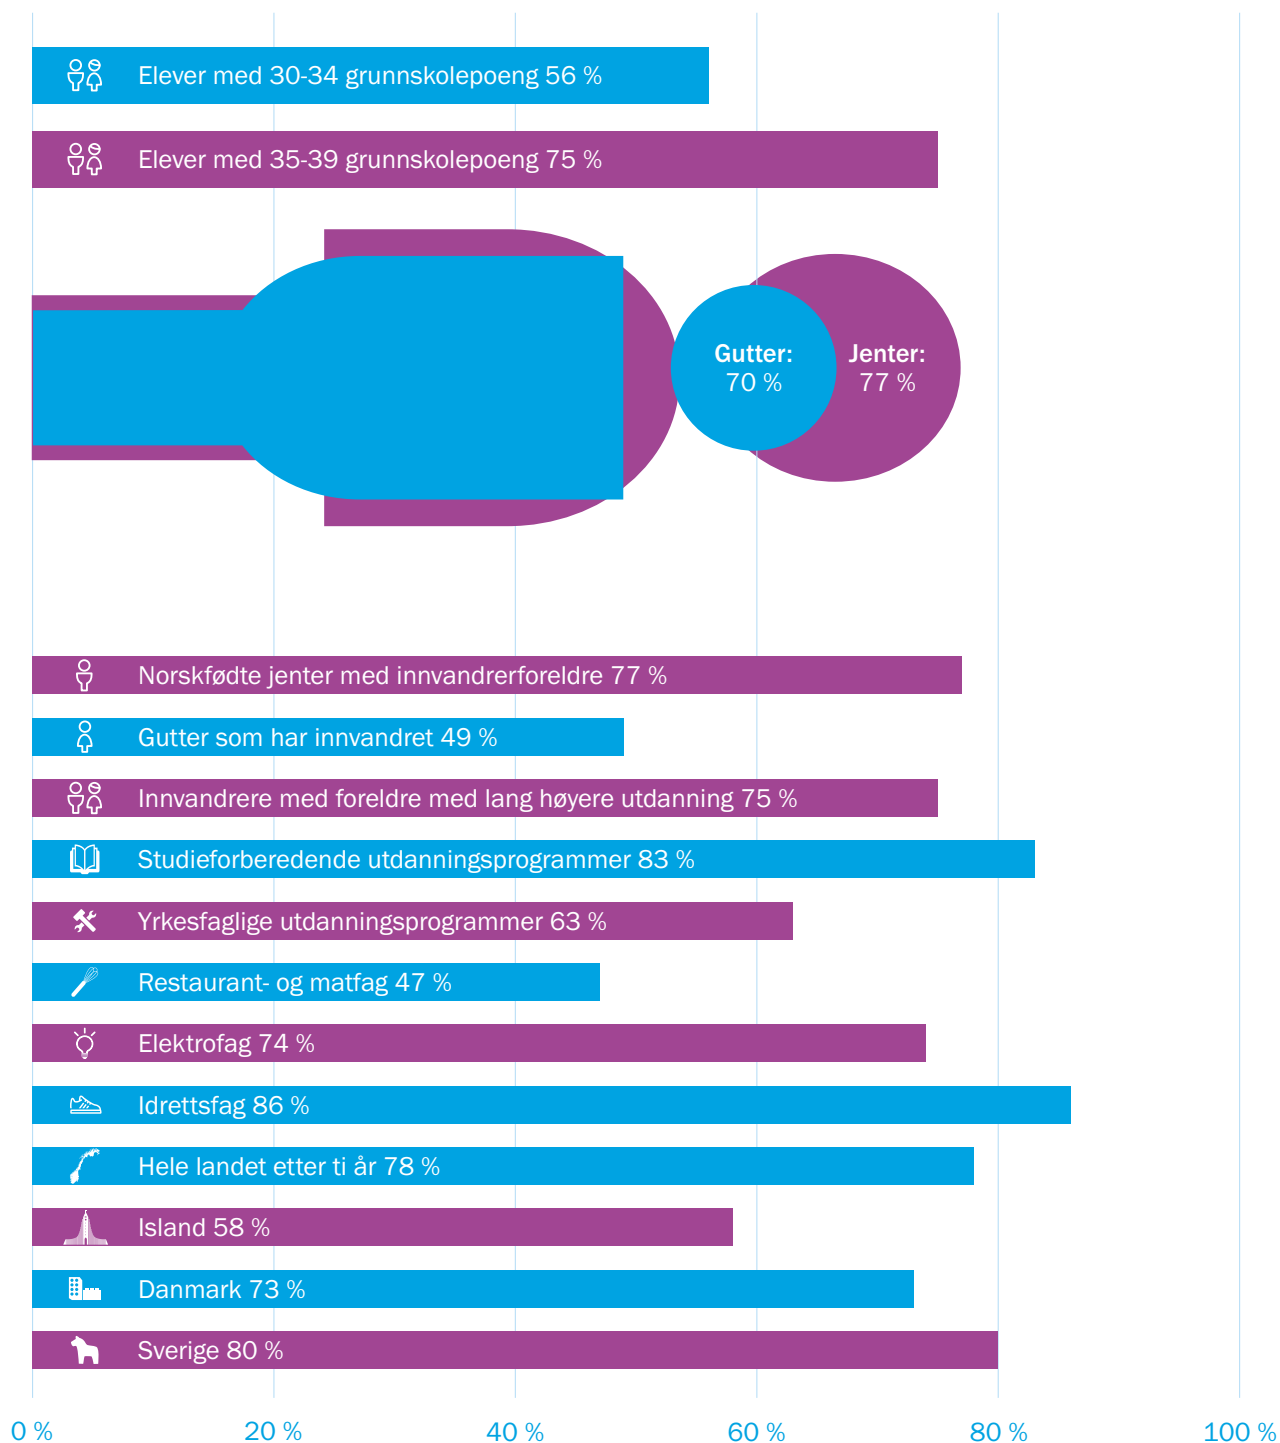 Elever med 30-34 grunnskolepoeng 56 %
Elever med 35-39 grunnskolepoeng 75 %
Gutter:
70 %
Jenter:
77 %
Norskfødte jenter med innvandrerforeldre 77 %
Gutter som har innvandret 49 %
Innvandrere med foreldre med lang høyere utdanning 75 %
Studieforberedende utdanningsprogrammer 83 %
Yrkesfaglige utdanningsprogrammer 63 %
Restaurant- og matfag 47 %
Elektrofag 74 %
Idrettsfag 86 %
Hele landet etter ti år 78 %
Island 58 %
Danmark 73 %
Sverige 80 %
0 % 20 % 40 % 60 % 80 % 100 %